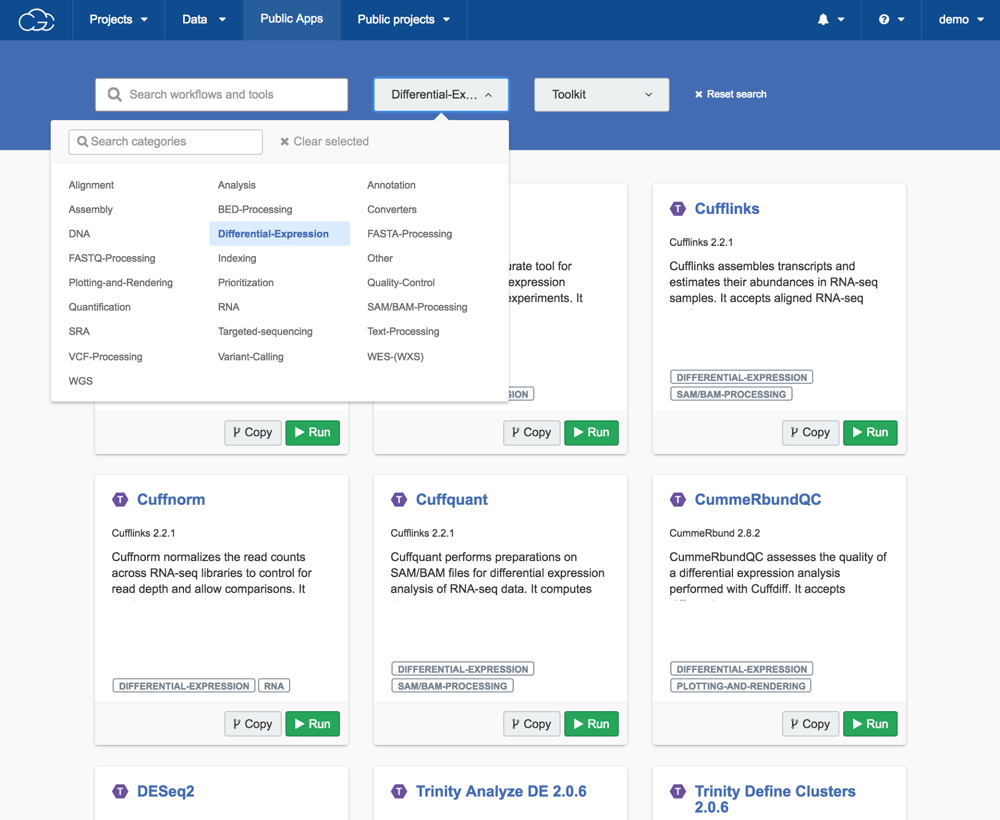 Projects
Data
Public Apps
Public projects
demo
Search workflows and tools
Differential-Ex...
Toolkit
Reset search
Search categories
Clear selected
Alignment
Analysis
Annotation
Assembly
BED-Processing
Converters
DNA
Differential-Expression
FASTA-Processing
FASTQ-Processing
Indexing
Other
Plotting-and-Rendering
Prioritization
Quality-Control
Quantification
RNA
SAM/BAM-Processing
SRA
Targeted-sequencing
Text-Processing
VCF-Processing
Variant-Calling
WES-(WXS)
WGS
tool for
expression
experiments. It
Copy
Run
Copy
Run
T Cufflinks
Cufflinks 2.2.1
Cufflinks assembles transcripts and
estimates their abundances in RNA-seq
samples. It accepts aligned RNA-seq
DIFFERENTIAL-EXPRESSION
SAM/BAM-PROCESSING
Copy
Run
T Cuffnorm
Cufflinks 2.2.1
Cuffnorm normalizes the read counts
across RNA-seq libraries to control for
read depth and allow comparisons. It
DIFFERENTIAL-EXPRESSION
RNA
Copy
Run
T Cuffquant
Cufflinks 2.2.1
Cuffquant performs preparations on
SAM/BAM files for differential expression
analysis of RNA-seq data. It computes
DIFFERENTIAL-EXPRESSION
SAM/BAM-PROCESSING
Copy
Run
T CummeRbundQC
CummeRbund 2.8.2
CummeRbundQC assesses the quality of
a differential expression analysis
performed with Cuffdiff. It accepts
DIFFERENTIAL-EXPRESSION
PLOTTING-AND-RENDERING
Copy
Run
T DESeq2
T Trinity Analyze DE 2.0.6
T Trinity Define Clusters
2.0.6